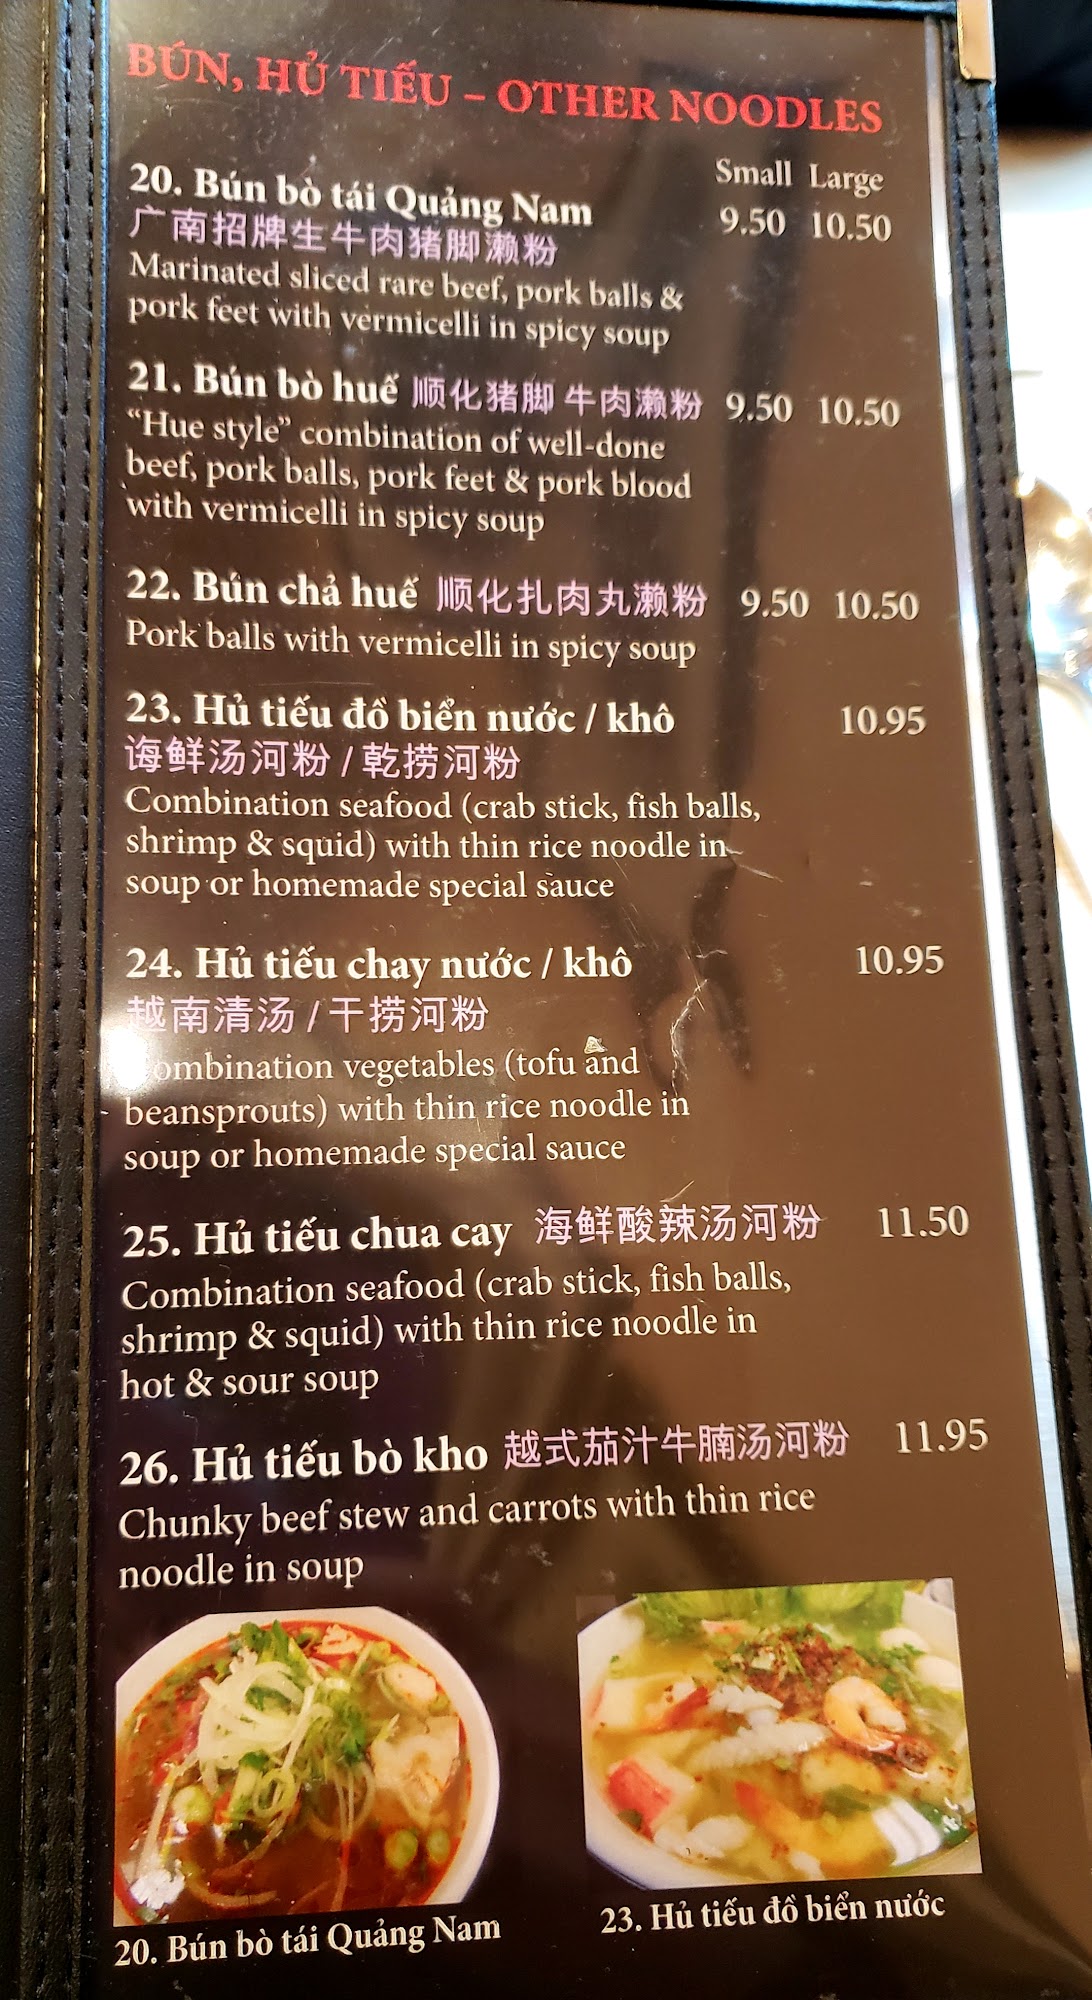 BÚN, HỦ TIẾU – OTHER NOODLES
Small Large
20. Bún bò tái Quảng Nam 9.50 10.50
广南招牌生牛肉猪脚濑粉
Marinated sliced rare beef, pork balls &
pork feet with vermicelli in spicy soup
21. Bún bò huế 顺化猪脚 牛肉濑粉 9.50 10.50
“Hue style” combination of well-done
beef, pork balls, pork feet & pork blood
with vermicelli in spicy soup
22. Bún chả huế 顺化扎肉丸濑粉 9.50 10.50
Pork balls with vermicelli in spicy soup
23. Hủ tiếu đồ biển nước / khô 10.95
诲鲜汤河粉 / 乾捞河粉
Combination seafood (crab stick, fish balls,
shrimp & squid) with thin rice noodle in
soup or homemade special sauce
24. Hủ tiếu chay nước / khô 10.95
越南清汤 / 干捞河粉
Combination vegetables (tofu and
beansprouts) with thin rice noodle in
soup or homemade special sauce
25. Hủ tiếu chua cay 海鲜酸辣汤河粉 11.50
Combination seafood (crab stick, fish balls,
shrimp & squid) with thin rice noodle in
hot & sour soup
26. Hủ tiếu bò kho 越式茄汁牛腩汤河粉 11.95
Chunky beef stew and carrots with thin rice
noodle in soup
20. Bún bò tái Quảng Nam
23. Hủ tiếu đồ biển nước